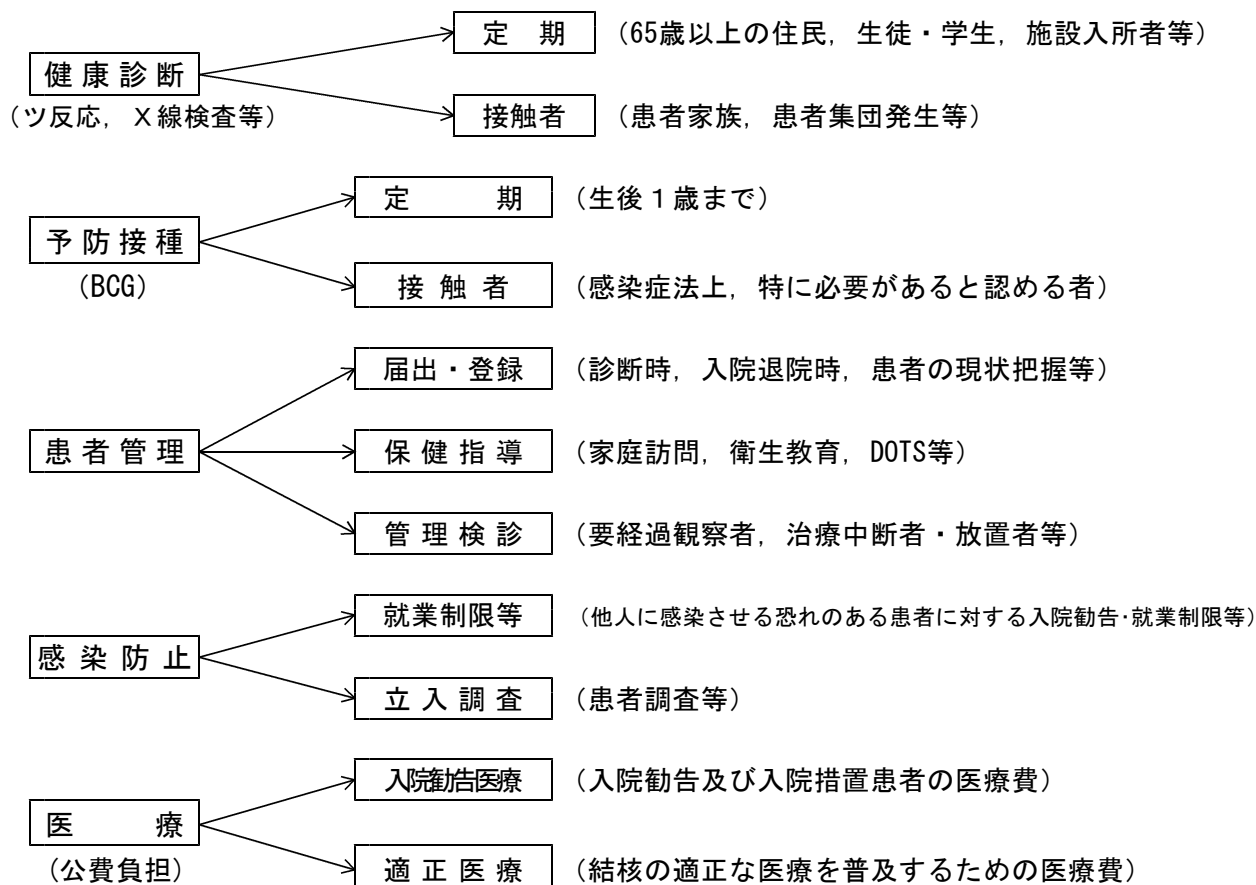 定　期　（65歳以上の住民，生徒・学生，施設入所者等）
健康診断
（ツ反応，Ｘ線検査等）
接触者　（患者家族，患者集団発生等）
定　期　（生後１歳まで）
予防接種
（BCG）
接触者　（感染症法上，特に必要があると認める者）
届出・登録　（診断時，入院退院時，患者の現状把握等）
患者管理　保健指導　（家庭訪問，衛生教育，DOTS等）
管理検診　（要経過観察者，治療中断者・放置者等）
就業制限等　（他人に感染させる恐れのある患者に対する入院勧告・就業制限等）
感染防止
立入調査　（患者調査等）
入院勧告医療　（入院勧告及び入院措置患者の医療費）
医　療
（公費負担）　適正医療　（結核の適正な医療を普及するための医療費）